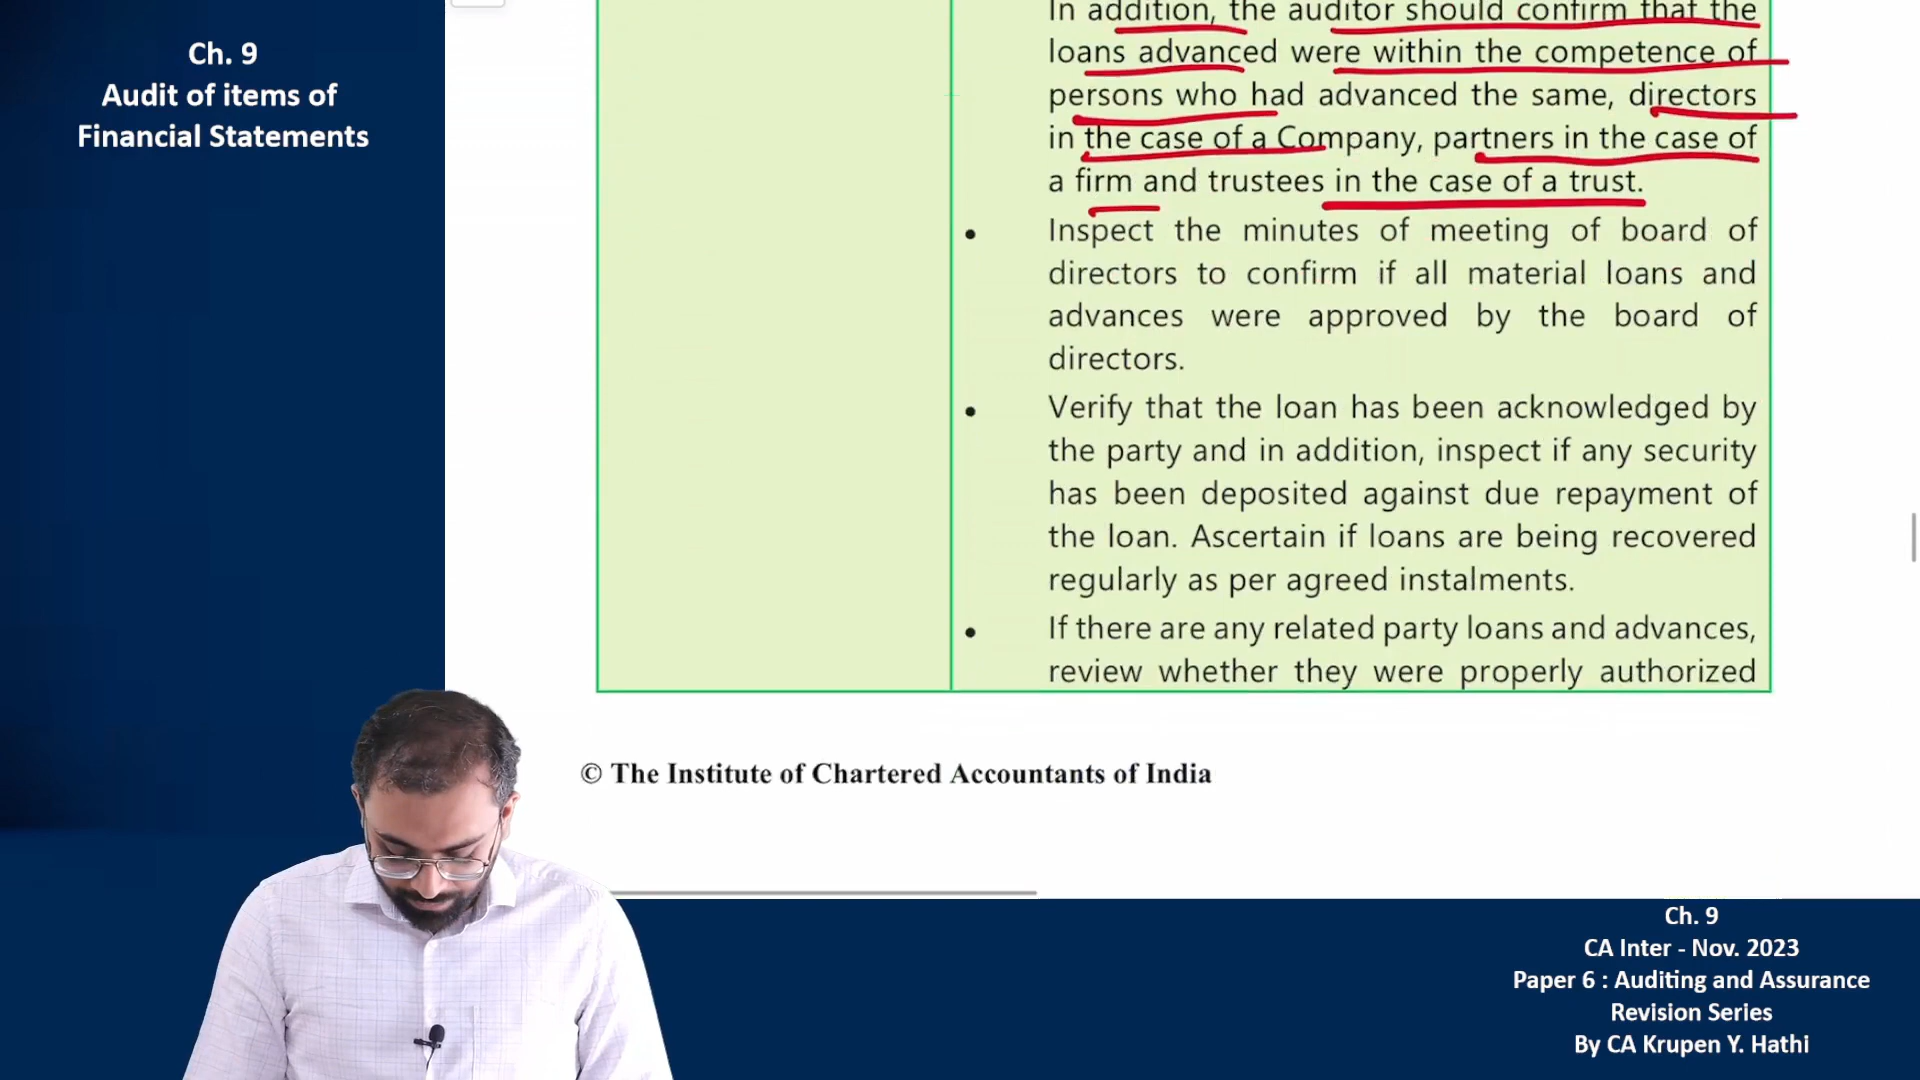 Ch. 9
Audit of items of
Financial Statements
In addition, the auditor should confirm that the
loans advanced were within the competence of
persons who had advanced the same, directors
in the case of a Company, partners in the case of
a firm and trustees in the case of a trust.
• Inspect the minutes of meeting of board of
directors to confirm if all material loans and
advances were approved by the board of
directors.
• Verify that the loan has been acknowledged by
the party and in addition, inspect if any security
has been deposited against due repayment of
the loan. Ascertain if loans are being recovered
regularly as per agreed instalments.
• If there are any related party loans and advances,
review whether they were properly authorized
© The Institute of Chartered Accountants of India
Ch. 9
CA Inter - Nov. 2023
Paper 6 : Auditing and Assurance
Revision Series
By CA Krupen Y. Hathi